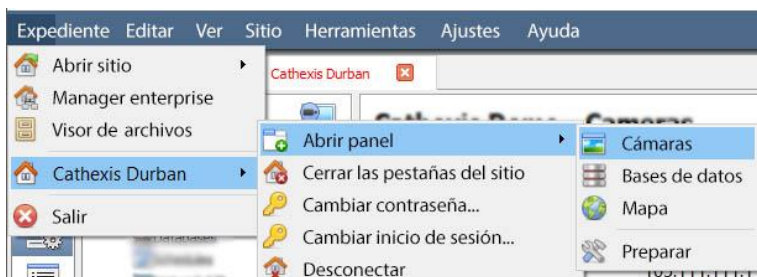 Expediente Editar Ver Sitio Herramientas Ajustes Ayuda
Abrir sitio
Manager enterprise
Visor de archivos
Cathexis Durban
Salir
Cathexis Durban
Cameras
Abrir panel
Cerrar las pestañas del sitio
Cambiar contraseña...
Cambiar inicio de sesión...
Desconectar
Cámaras
Bases de datos
Mapa
Preparar